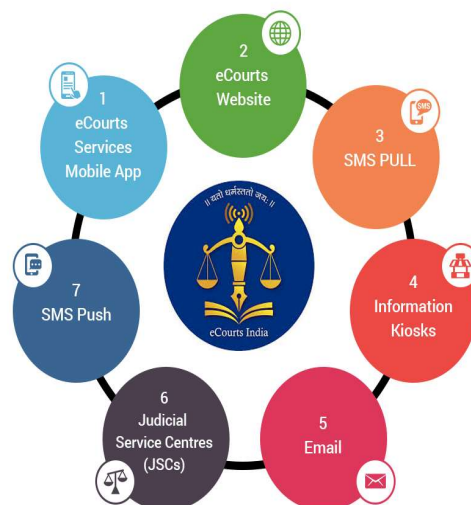 1
eCourts
Services
Mobile App
2
eCourts
Website
3
SMS PULL
SMS
4
Information
Kiosks
5
Email
6
Judicial
Service Centres
(JSCs)
7
SMS Push
॥ यतो धर्मस्ततो जयः ॥
eCourts India